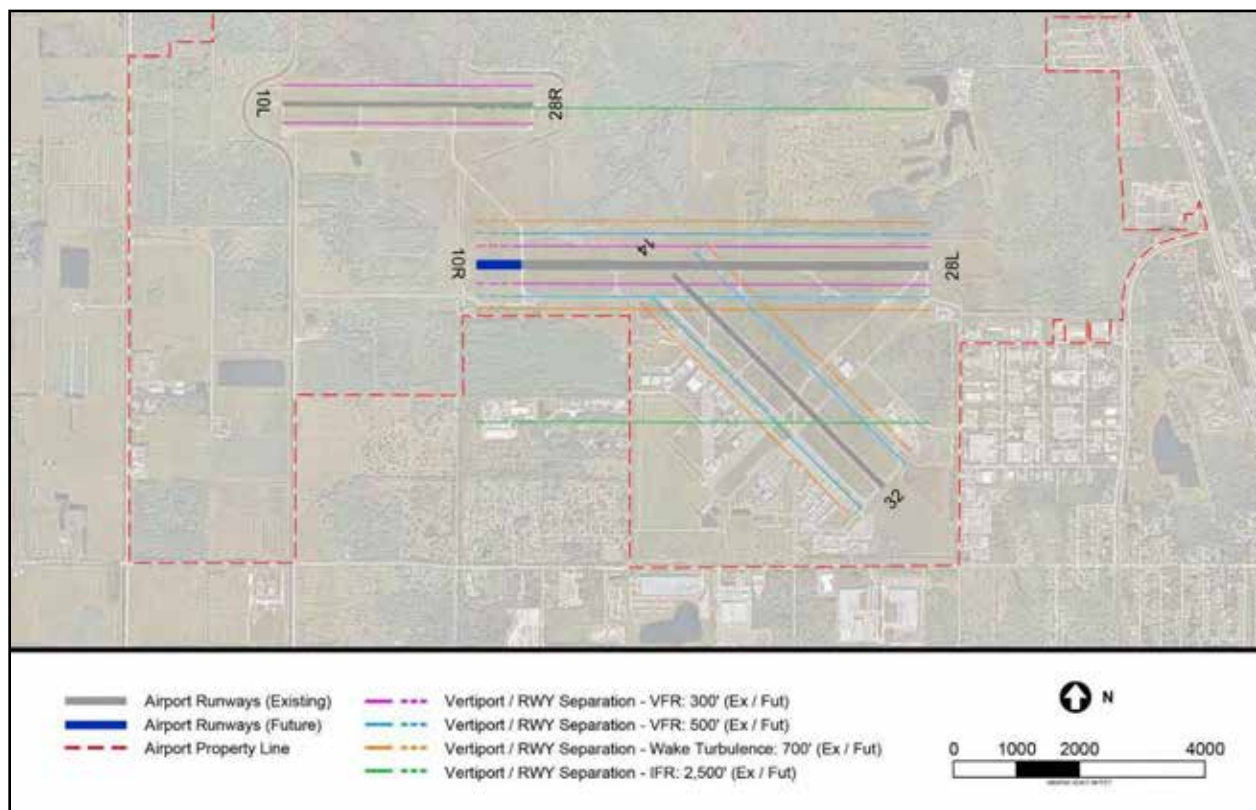 10L
28R
14
10R
28L
32
Airport Runways (Existing)
Airport Runways (Future)
Airport Property Line
Vertiport / RWY Separation - VFR: 300' (Ex / Fut)
Vertiport / RWY Separation - VFR: 500' (Ex / Fut)
Vertiport / RWY Separation - Wake Turbulence: 700' (Ex / Fut)
Vertiport / RWY Separation - IFR: 2,500' (Ex / Fut)
N
0 1000 2000 4000